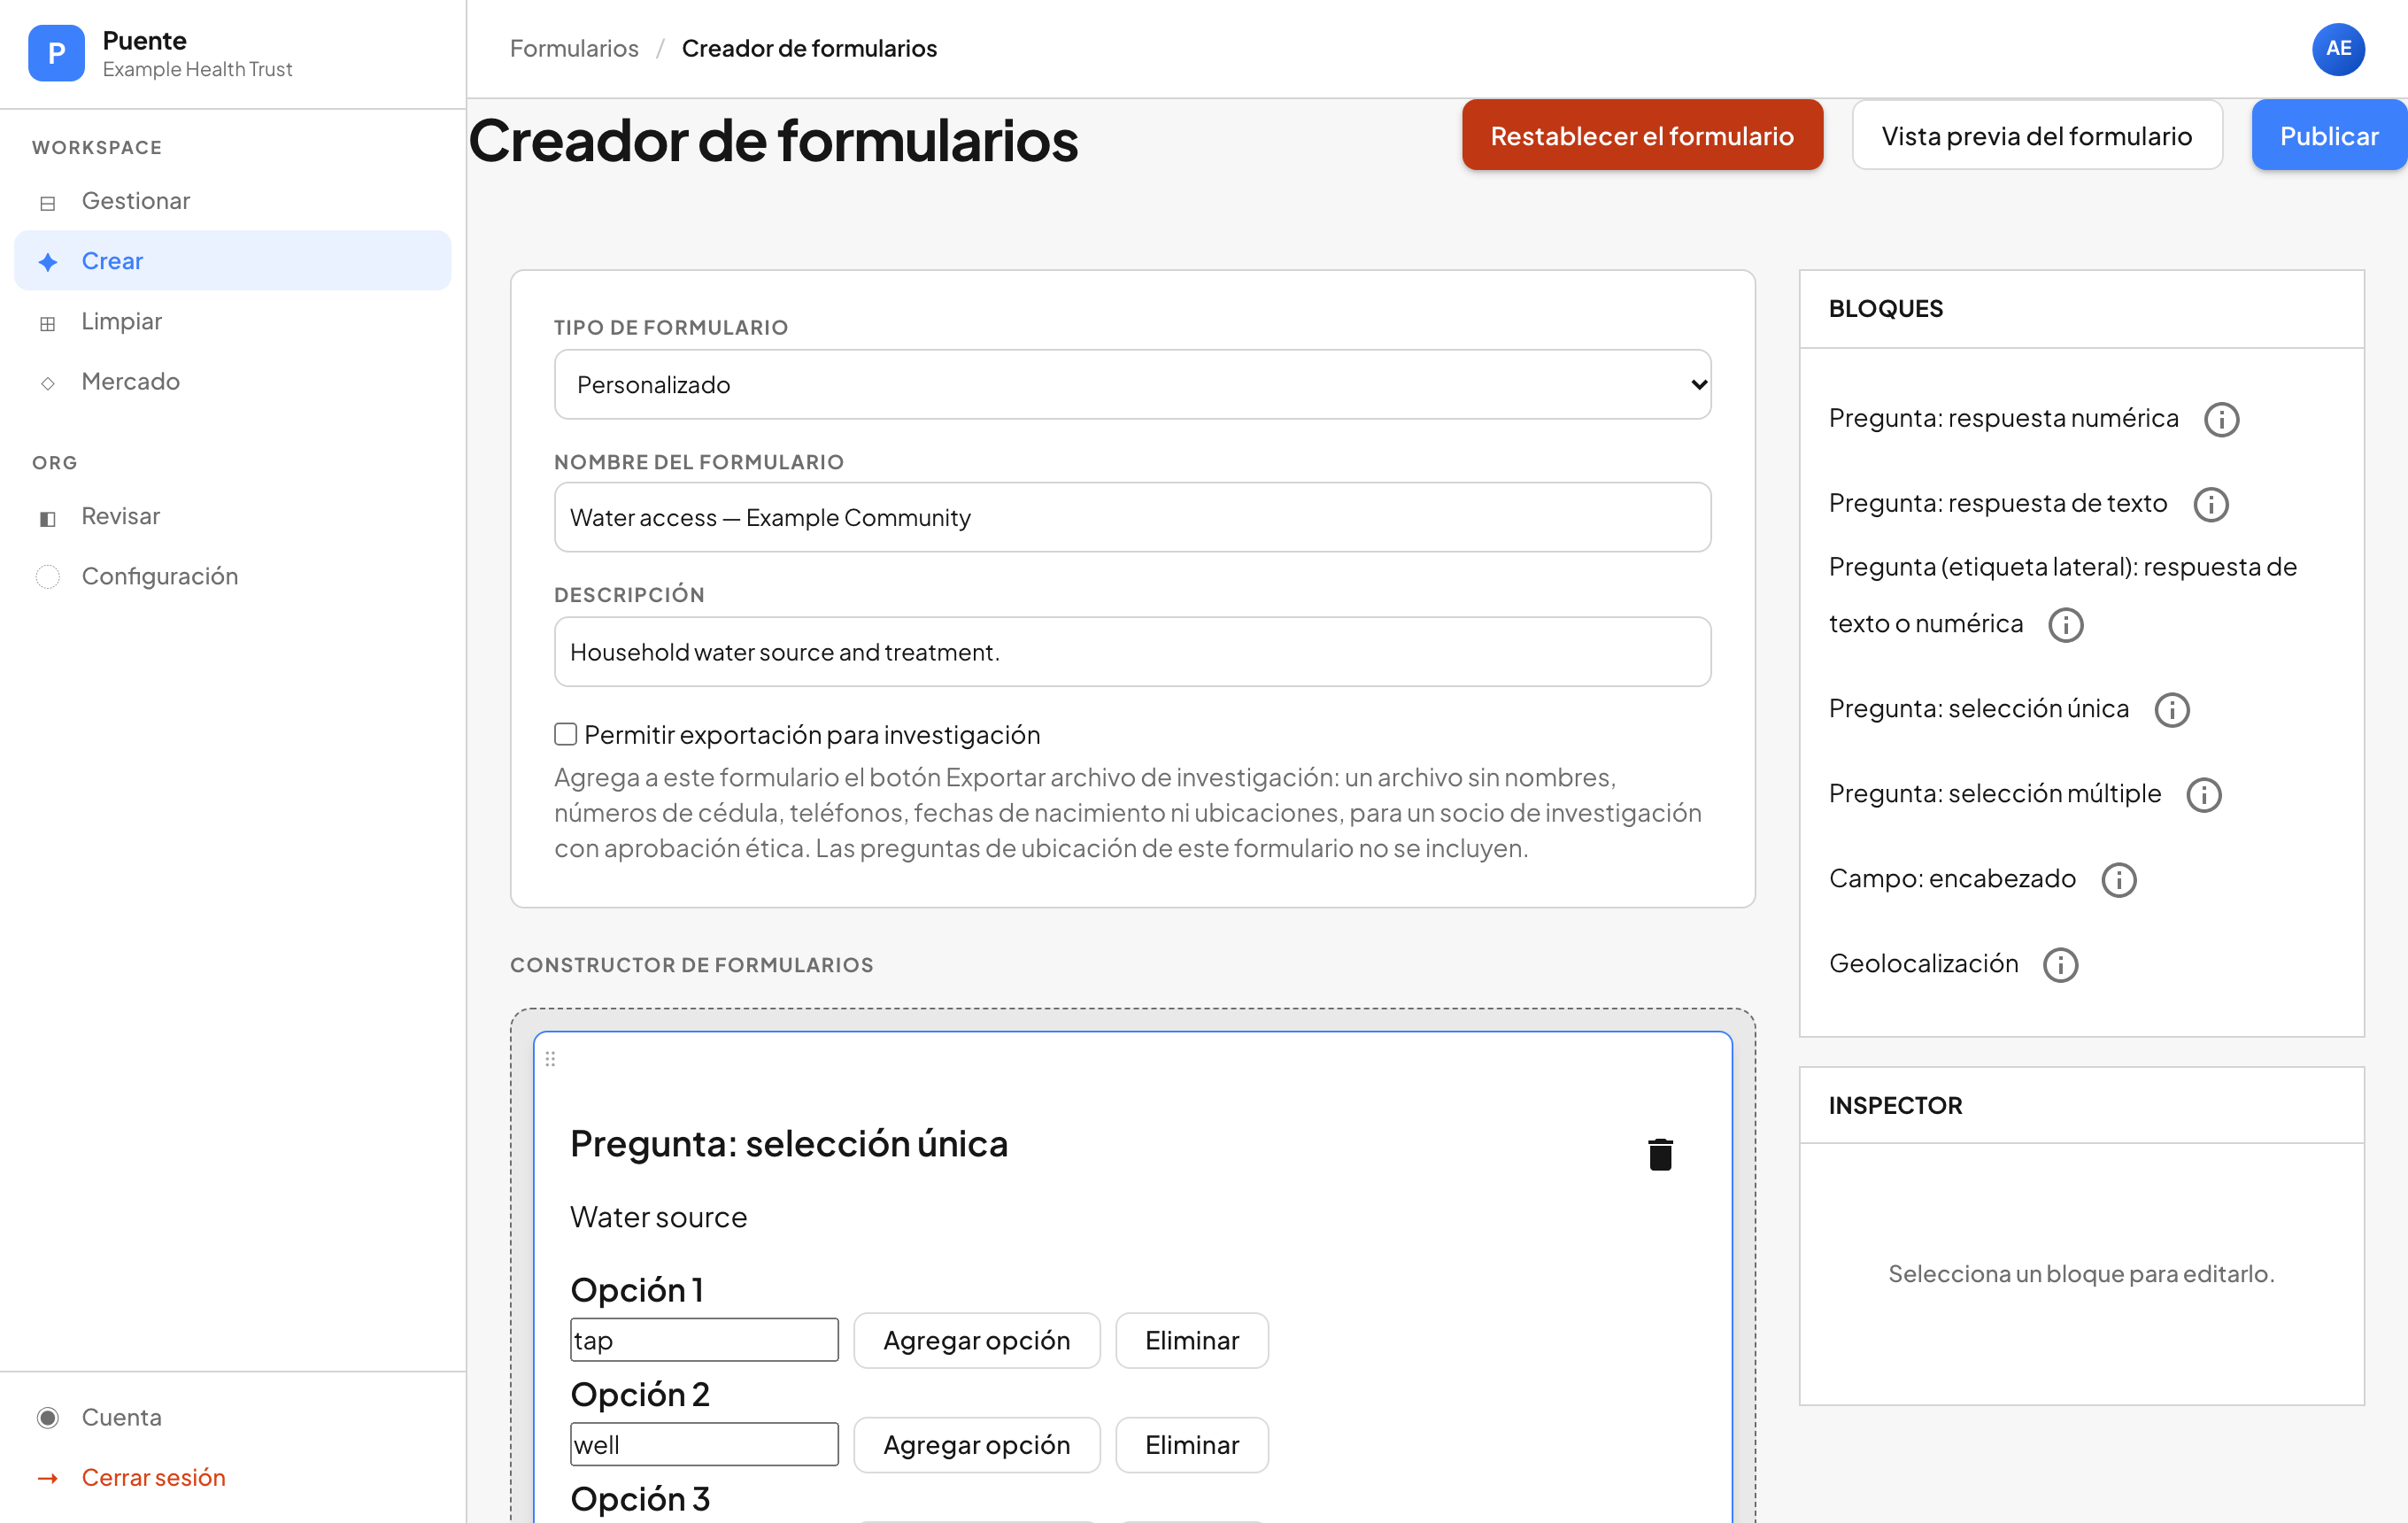 P
Puente
Example Health Trust
WORKSPACE
Gestionar
Crear
Limpiar
Mercado
ORG
Revisar
Configuración
Cuenta
Cerrar sesión
Formularios / Creador de formularios
AE
Creador de formularios
Restablecer el formulario
Vista previa del formulario
Publicar
TIPO DE FORMULARIO
Personalizado
NOMBRE DEL FORMULARIO
Water access — Example Community
DESCRIPCIÓN
Household water source and treatment.
Permitir exportación para investigación
Agrega a este formulario el botón Exportar archivo de investigación: un archivo sin nombres,
números de cédula, teléfonos, fechas de nacimiento ni ubicaciones, para un socio de investigación
con aprobación ética. Las preguntas de ubicación de este formulario no se incluyen.
CONSTRUCTOR DE FORMULARIOS
Pregunta: selección única
Water source
Opción 1
tap
Agregar opción
Eliminar
Opción 2
well
Agregar opción
Eliminar
Opción 3
BLOQUES
Pregunta: respuesta numérica
Pregunta: respuesta de texto
Pregunta (etiqueta lateral): respuesta de
texto o numérica
Pregunta: selección única
Pregunta: selección múltiple
Campo: encabezado
Geolocalización
INSPECTOR
Selecciona un bloque para editarlo.